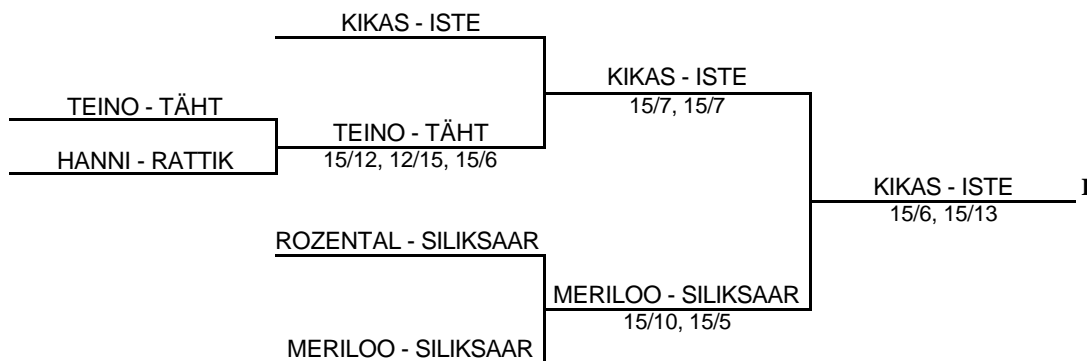 KIKAS - ISTE
KIKAS - ISTE
15/7, 15/7
TEINO - TÄHT
TEINO - TÄHT
15/12, 12/15, 15/6
HANNI - RATTIK
KIKAS - ISTE
15/6, 15/13
ROZENTAL - SILIKSAAR
MERILOO - SILIKSAAR
15/10, 15/5
MERILOO - SILIKSAAR